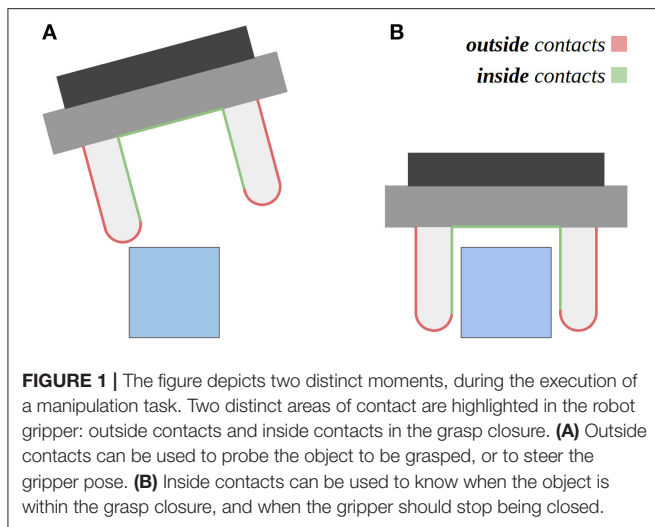 A
B
outside contacts
inside contacts
FIGURE 1 | The figure depicts two distinct moments, during the execution of
a manipulation task. Two distinct areas of contact are highlighted in the robot
gripper: outside contacts and inside contacts in the grasp closure. (A) Outside
contacts can be used to probe the object to be grasped, or to steer the
gripper pose. (B) Inside contacts can be used to know when the object is
within the grasp closure, and when the gripper should stop being closed.